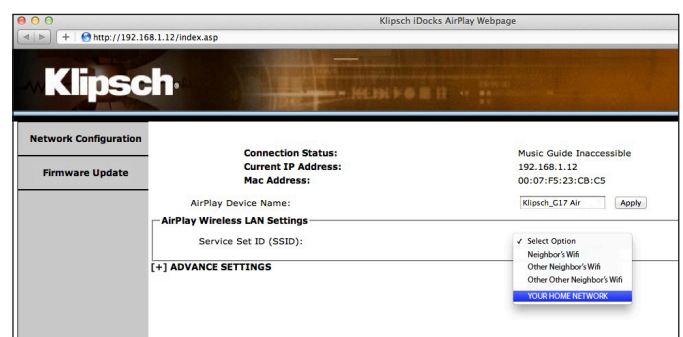 Klipsch iDocks AirPlay Webpage
http://192.168.1.12/index.asp
Klipsch
Network Configuration
Firmware Update
Connection Status: Music Guide Inaccessible
Current IP Address: 192.168.1.12
Mac Address: 00:07:F5:23:CB:C5
AirPlay Device Name: Klipsch_G17 Air Apply
AirPlay Wireless LAN Settings
Service Set ID (SSID): ✓ Select Option
Neighbor's Wifi
Other Neighbor's Wifi
Other Other Neighbor's Wifi
YOUR HOME NETWORK
[+] ADVANCE SETTINGS